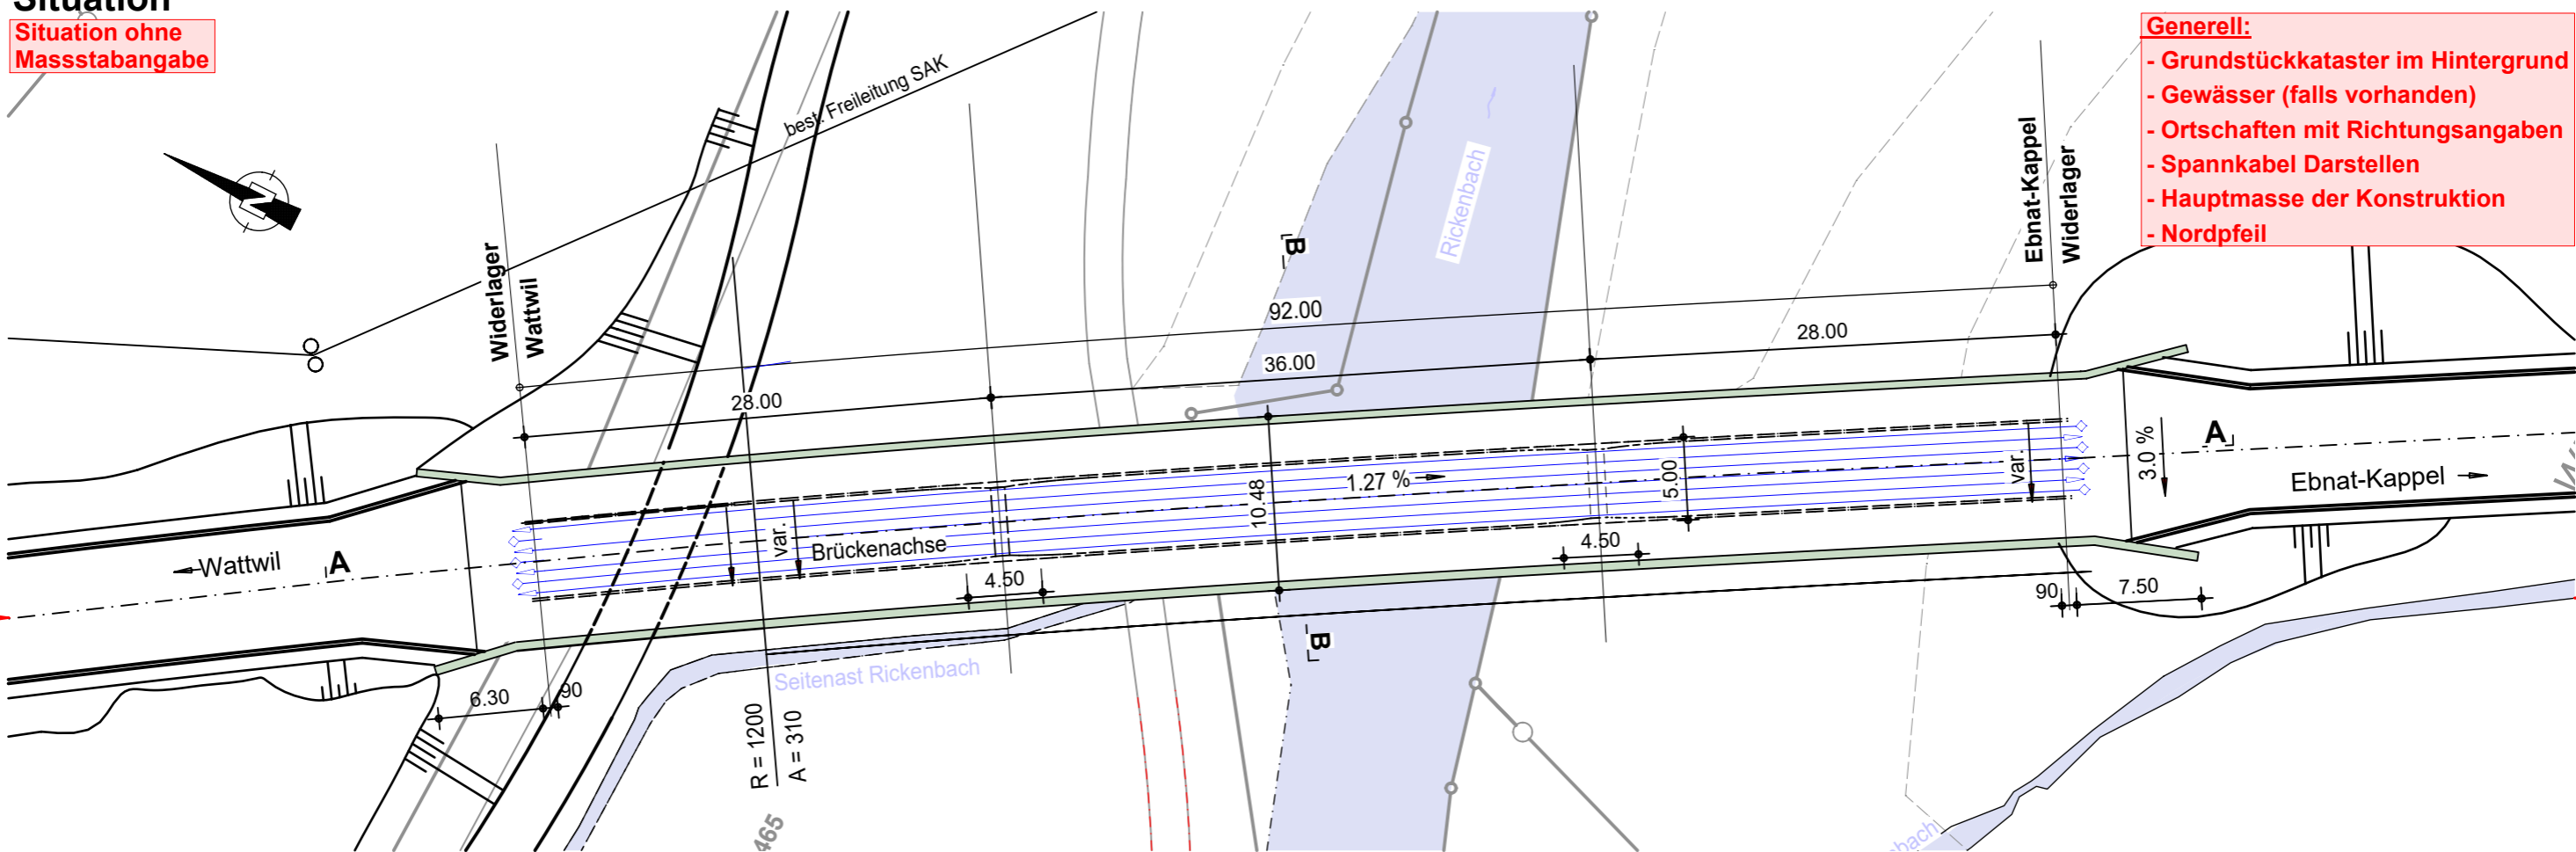 Situation
Situation ohne
Massstabangabe
Generell:
- Grundstückkataster im Hintergrund
- Gewässer (falls vorhanden)
- Ortschaften mit Richtungsangaben
- Spannkabel Darstellen
- Hauptmasse der Konstruktion
- Nordpfeil
best. Freileitung SAK
N
Widerlager
Wattwil
Ebnat-Kappel
Widerlager
Rickenbach
B
92.00
28.00
36.00
28.00
A
Wattwil
Brückenachse
var.
10.48
1.27 %
5.00
var.
3.0 %
A
Ebnat-Kappel
W
4.50
4.50
90
7.50
6.30
90
B
Seitenast Rickenbach
R = 1200
A = 310
465
nbach